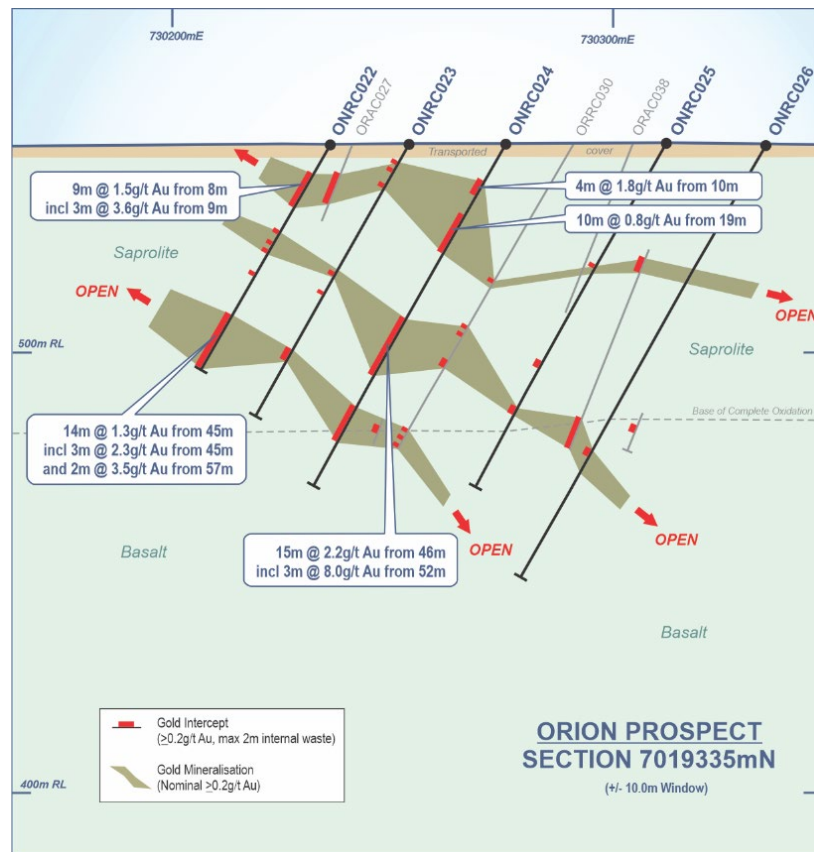 730200mE
730300mE
ONRC022
ORAC027
ONRC023
ONRC024
ORRC030
ORAC038
ONRC025
ONRC026
Transported cover
9m @ 1.5g/t Au from 8m
incl 3m @ 3.6g/t Au from 9m
4m @ 1.8g/t Au from 10m
10m @ 0.8g/t Au from 19m
Saprolite
OPEN
OPEN
500m RL
Saprolite
Base of Complete Oxidation
14m @ 1.3g/t Au from 45m
incl 3m @ 2.3g/t Au from 45m
and 2m @ 3.5g/t Au from 57m
15m @ 2.2g/t Au from 46m
incl 3m @ 8.0g/t Au from 52m
OPEN
OPEN
Basalt
Basalt
Gold Intercept
(≥0.2g/t Au, max 2m internal waste)
Gold Mineralisation
(Nominal ≥0.2g/t Au)
ORION PROSPECT
SECTION 7019335mN
(+/- 10.0m Window)
400m RL